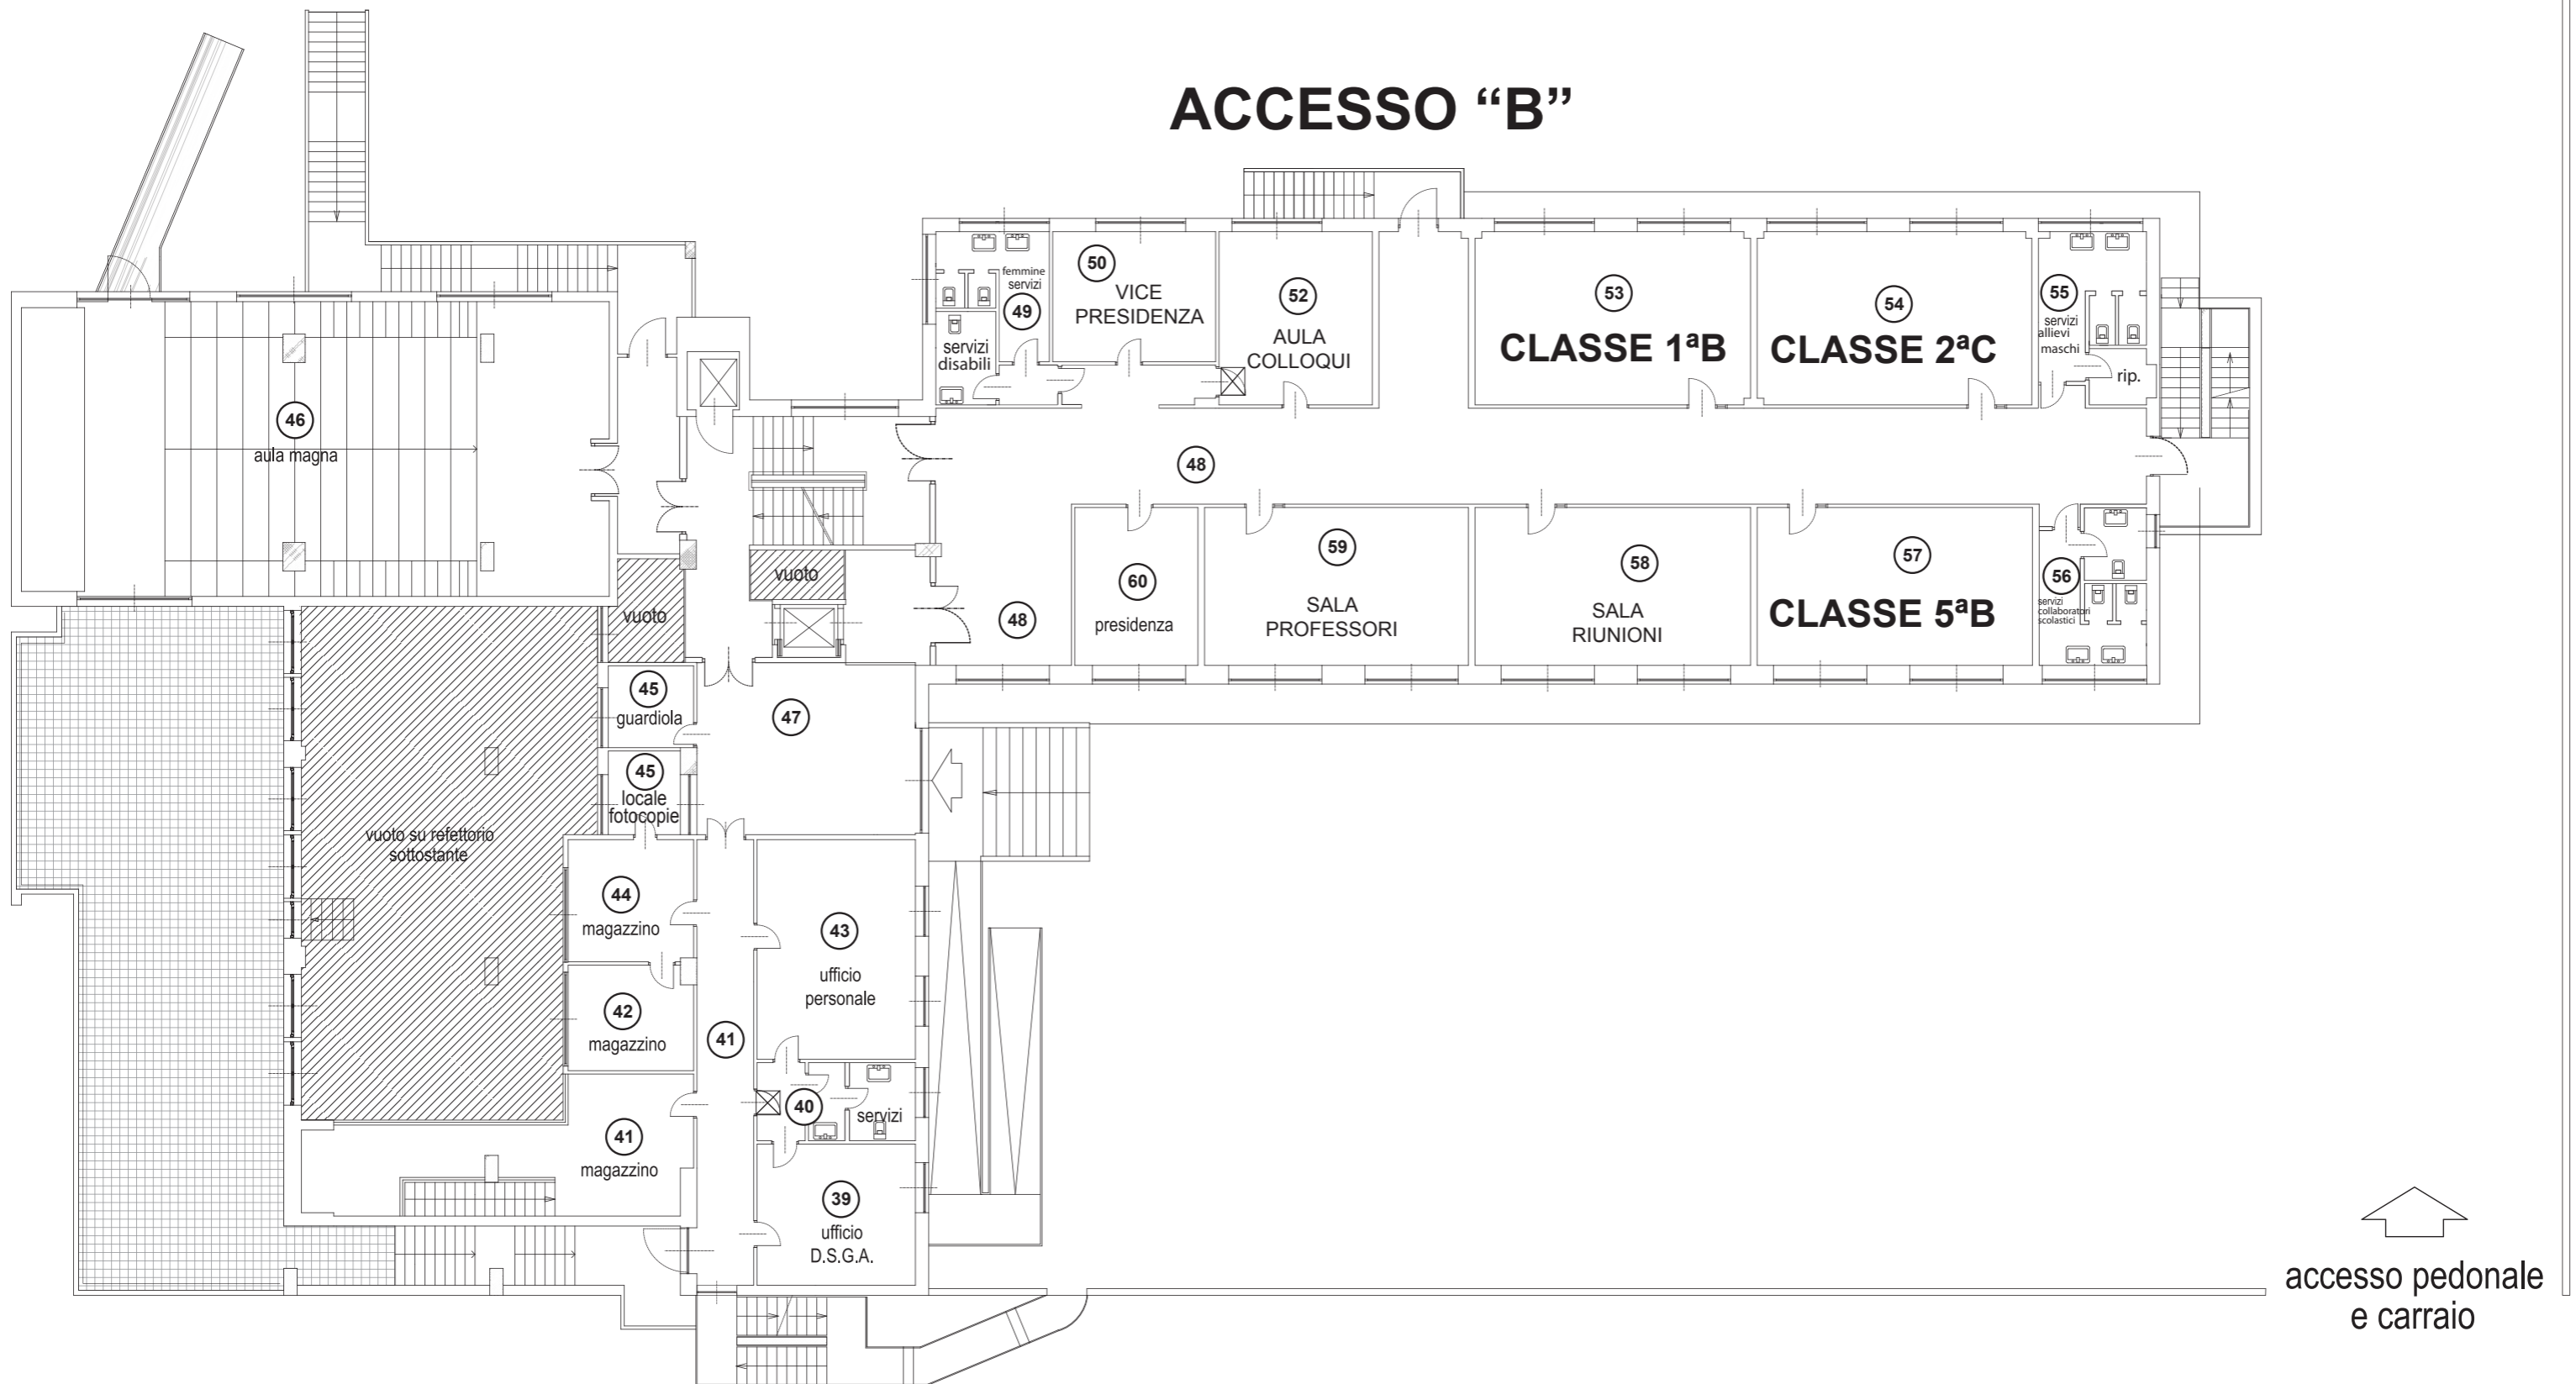 ACCESSO “B”
50
VICE
PRESIDENZA
femmine
servizi
49
servizi
disabili
52
AULA
COLLOQUI
53
CLASSE 1ªB
54
CLASSE 2ªC
55
servizi
allievi
maschi
rip.
46
aula magna
48
vuoto
vuoto
48
60
presidenza
59
SALA
PROFESSORI
58
SALA
RIUNIONI
57
CLASSE 5ªB
56
servizi
collaboratori
scolastici
45
guardiola
47
45
locale
fotocopie
vuoto su refettorio
sottostante
44
magazzino
43
ufficio
personale
42
magazzino
41
40
servizi
41
magazzino
39
ufficio
D.S.G.A.
accesso pedonale
e carraio